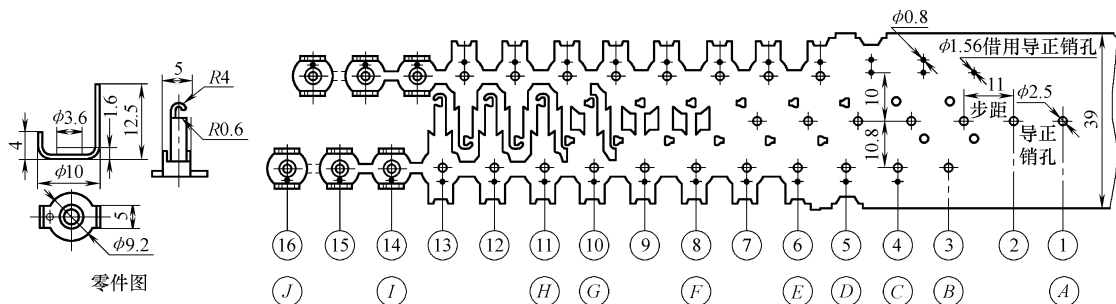 5
R4
φ3.6
1.6
12.5
R0.6
4
φ10
5
φ9.2
零件图
φ0.8
φ1.56借用导正销孔
11
步距
φ2.5
10
10.8
导正
销孔
39
16 15 14 13 12 11 10 9 8 7 6 5 4 3 2 1
J I H G F E D C B A